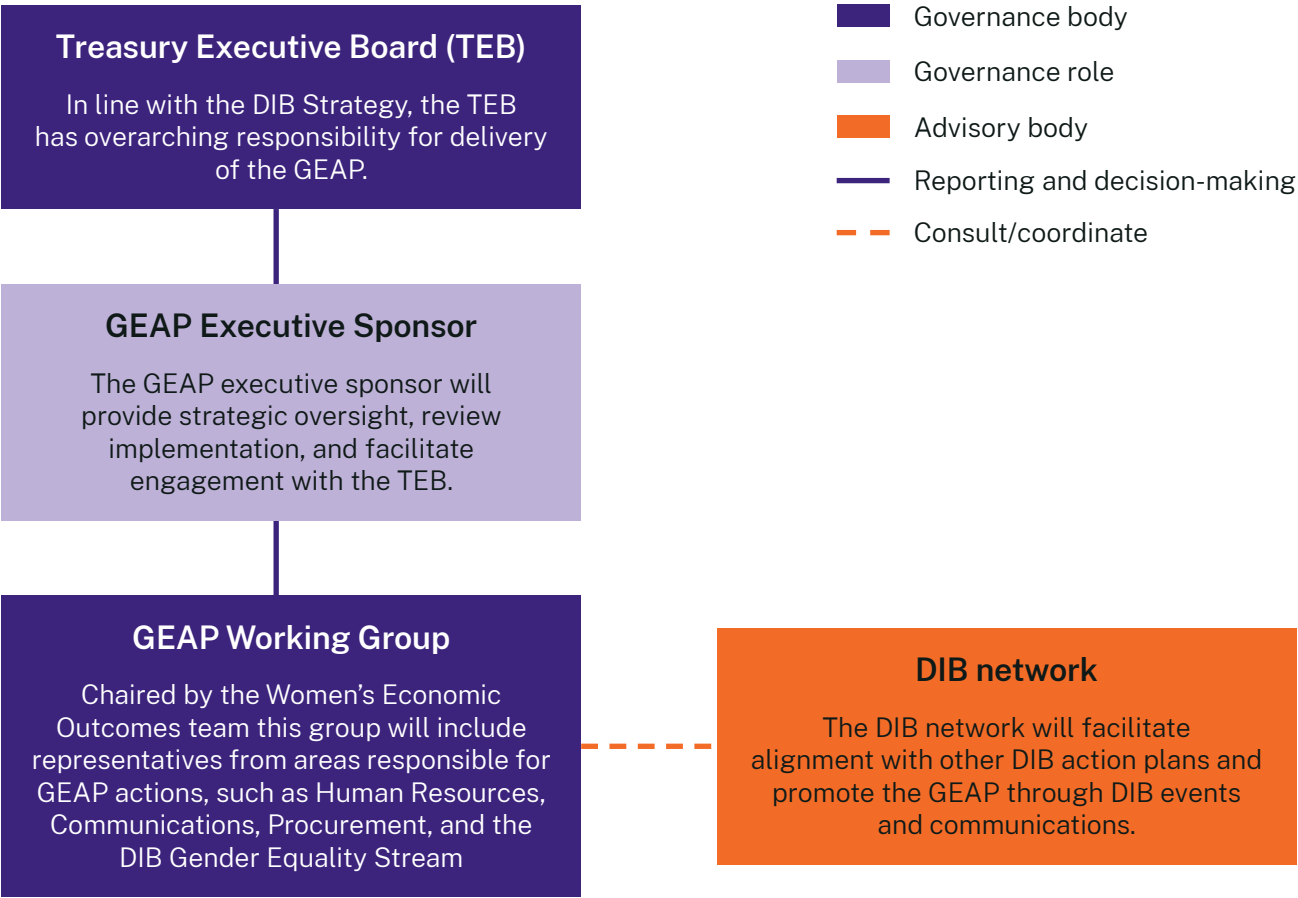 Treasury Executive Board (TEB)
In line with the DIB Strategy, the TEB
has overarching responsibility for delivery
of the GEAP.
Governance body
Governance role
Advisory body
Reporting and decision-making
Consult/coordinate
GEAP Executive Sponsor
The GEAP executive sponsor will
provide strategic oversight, review
implementation, and facilitate
engagement with the TEB.
GEAP Working Group
Chaired by the Women’s Economic
Outcomes team this group will include
representatives from areas responsible for
GEAP actions, such as Human Resources,
Communications, Procurement, and the
DIB Gender Equality Stream
DIB network
The DIB network will facilitate
alignment with other DIB action plans and
promote the GEAP through DIB events
and communications.